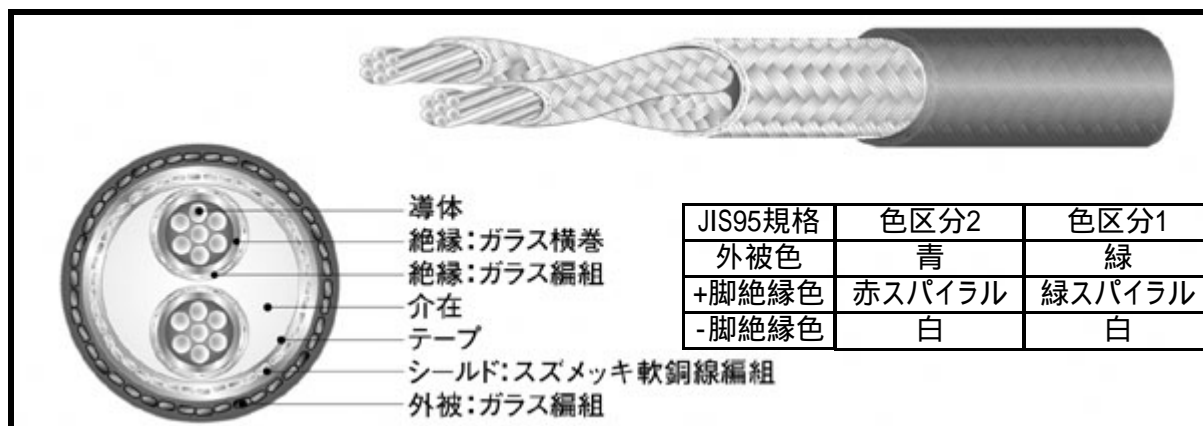 導体
絶縁：ガラス横巻
絶縁：ガラス編組
介在
テープ
シールド：スズメッキ軟銅線編組
外被：ガラス編組
JIS95規格 色区分2 色区分1
外被色 青 緑
+脚絶縁色 赤スパイラル 緑スパイラル
-脚絶縁色 白 白